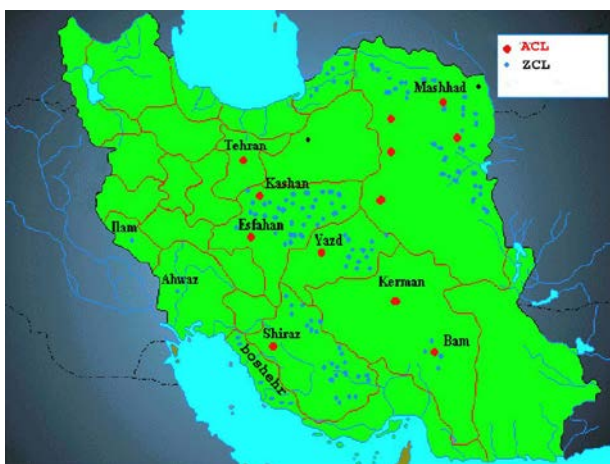 ACL
ZCL
Mashhad
Tehran
Kashan
Ilam
Esfahan
Yazd
Ahwaz
Kerman
Shiraz
Bam
boshehr